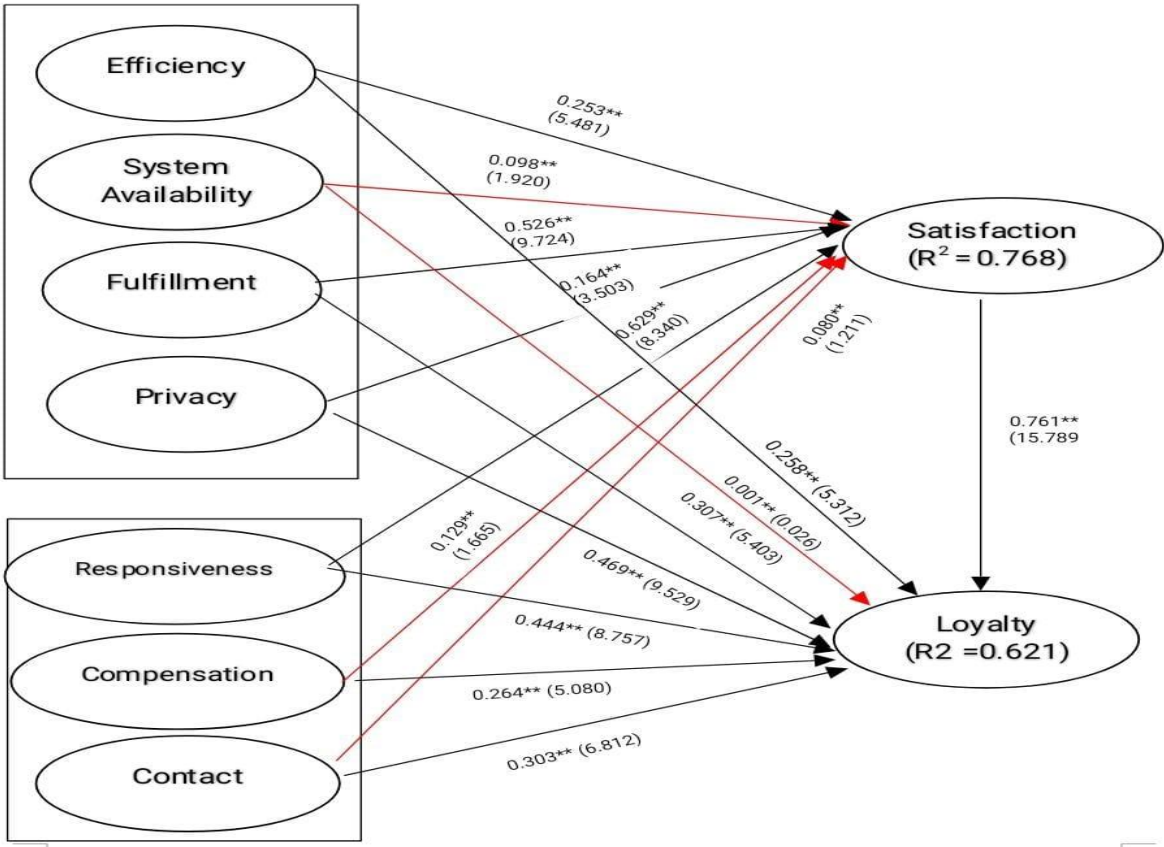 Efficiency
System
Availability
Fulfillment
Privacy
Responsiveness
Compensation
Contact
0.253**
(5.481)
0.098**
(1.920)
0.526**
(9.724)
0.164**
(3.503)
0.629**
(8.340)
0.080**
(1.211)
0.129**
(1.665)
0.258** (5.312)
0.001** (0.026)
0.307** (5.403)
0.469** (9.529)
0.444** (8.757)
0.264** (5.080)
0.303** (6.812)
Satisfaction
(R² = 0.768)
0.761**
(15.789
Loyalty
(R2 =0.621)